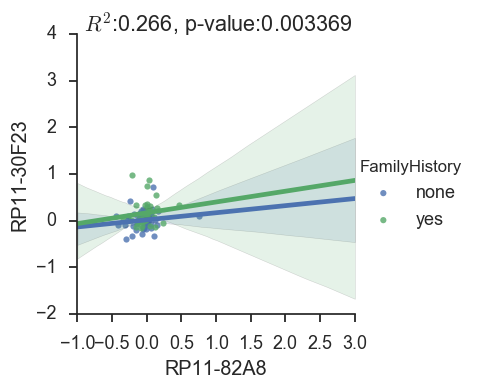 R²:0.266, p-value:0.003369
4
3
2
1
0
−1
−2
RP11-30F23
−1.0 −0.5 0.0 0.5 1.0 1.5 2.0 2.5 3.0
RP11-82A8
FamilyHistory
none
yes